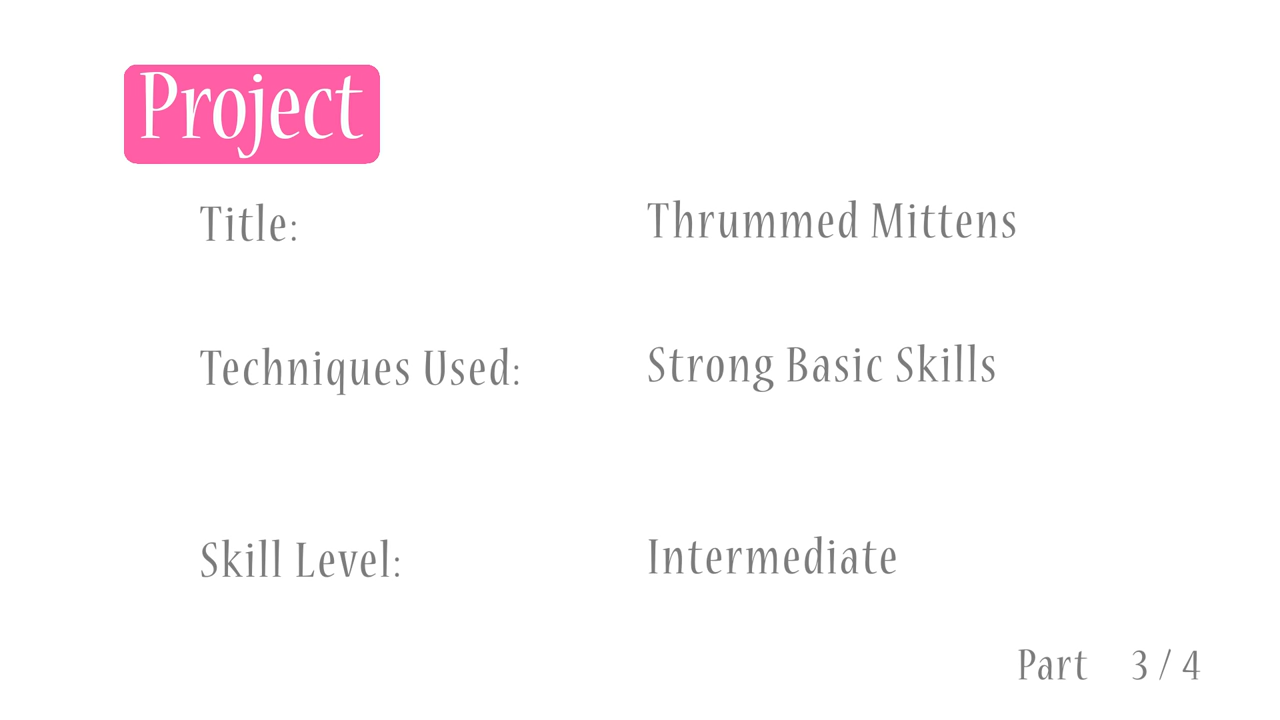 Project
Title: Thrummed Mittens
Techniques Used: Strong Basic Skills
Skill Level: Intermediate
Part 3 / 4